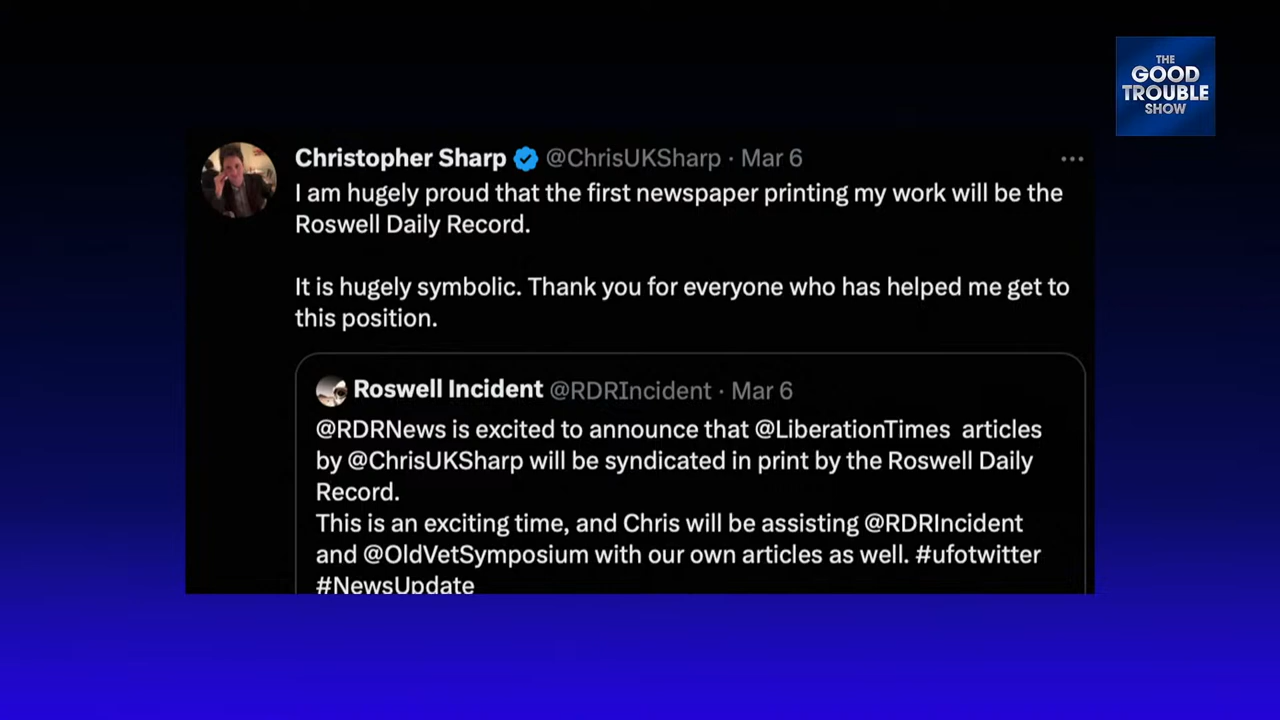 THE
GOOD
TROUBLE
SHOW
Christopher Sharp @ChrisUKSharp · Mar 6
I am hugely proud that the first newspaper printing my work will be the
Roswell Daily Record.
It is hugely symbolic. Thank you for everyone who has helped me get to
this position.
Roswell Incident @RDRIncident · Mar 6
@RDRNews is excited to announce that @LiberationTimes articles
by @ChrisUKSharp will be syndicated in print by the Roswell Daily
Record.
This is an exciting time, and Chris will be assisting @RDRIncident
and @OldVetSymposium with our own articles as well. #ufotwitter
#NewsUpdate